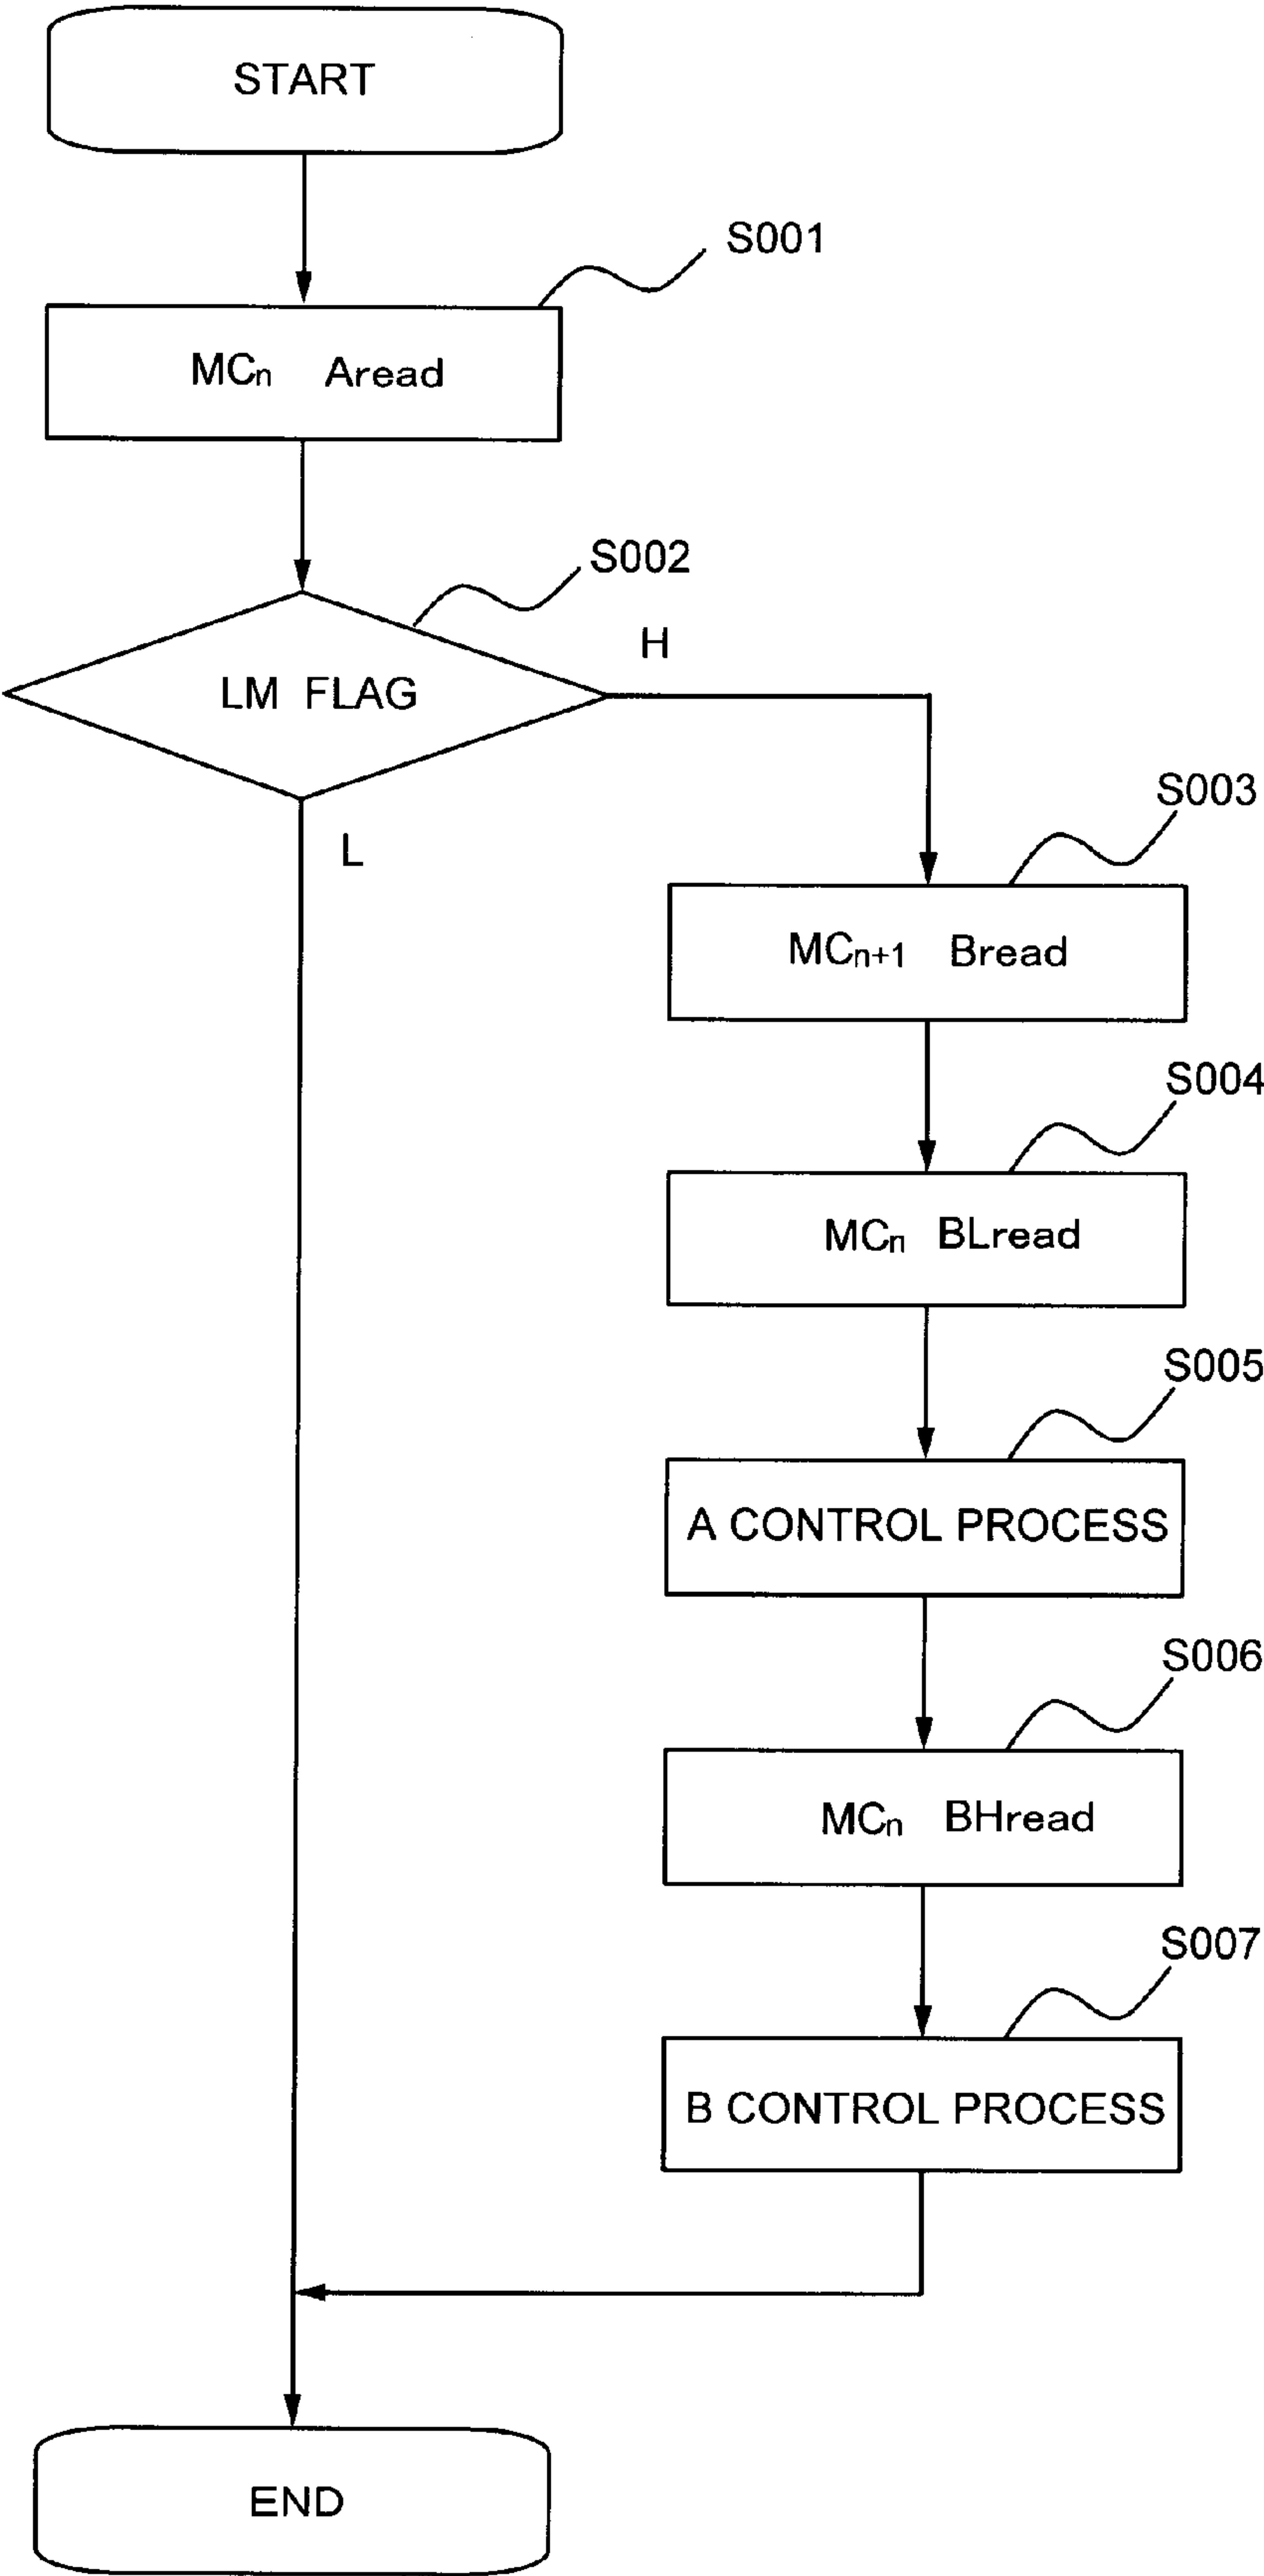 START
S001
MCn Aread
S002
H
LM FLAG
L
S003
MCn+1 Bread
S004
MCn BLread
S005
A CONTROL PROCESS
S006
MCn BHread
S007
B CONTROL PROCESS
END